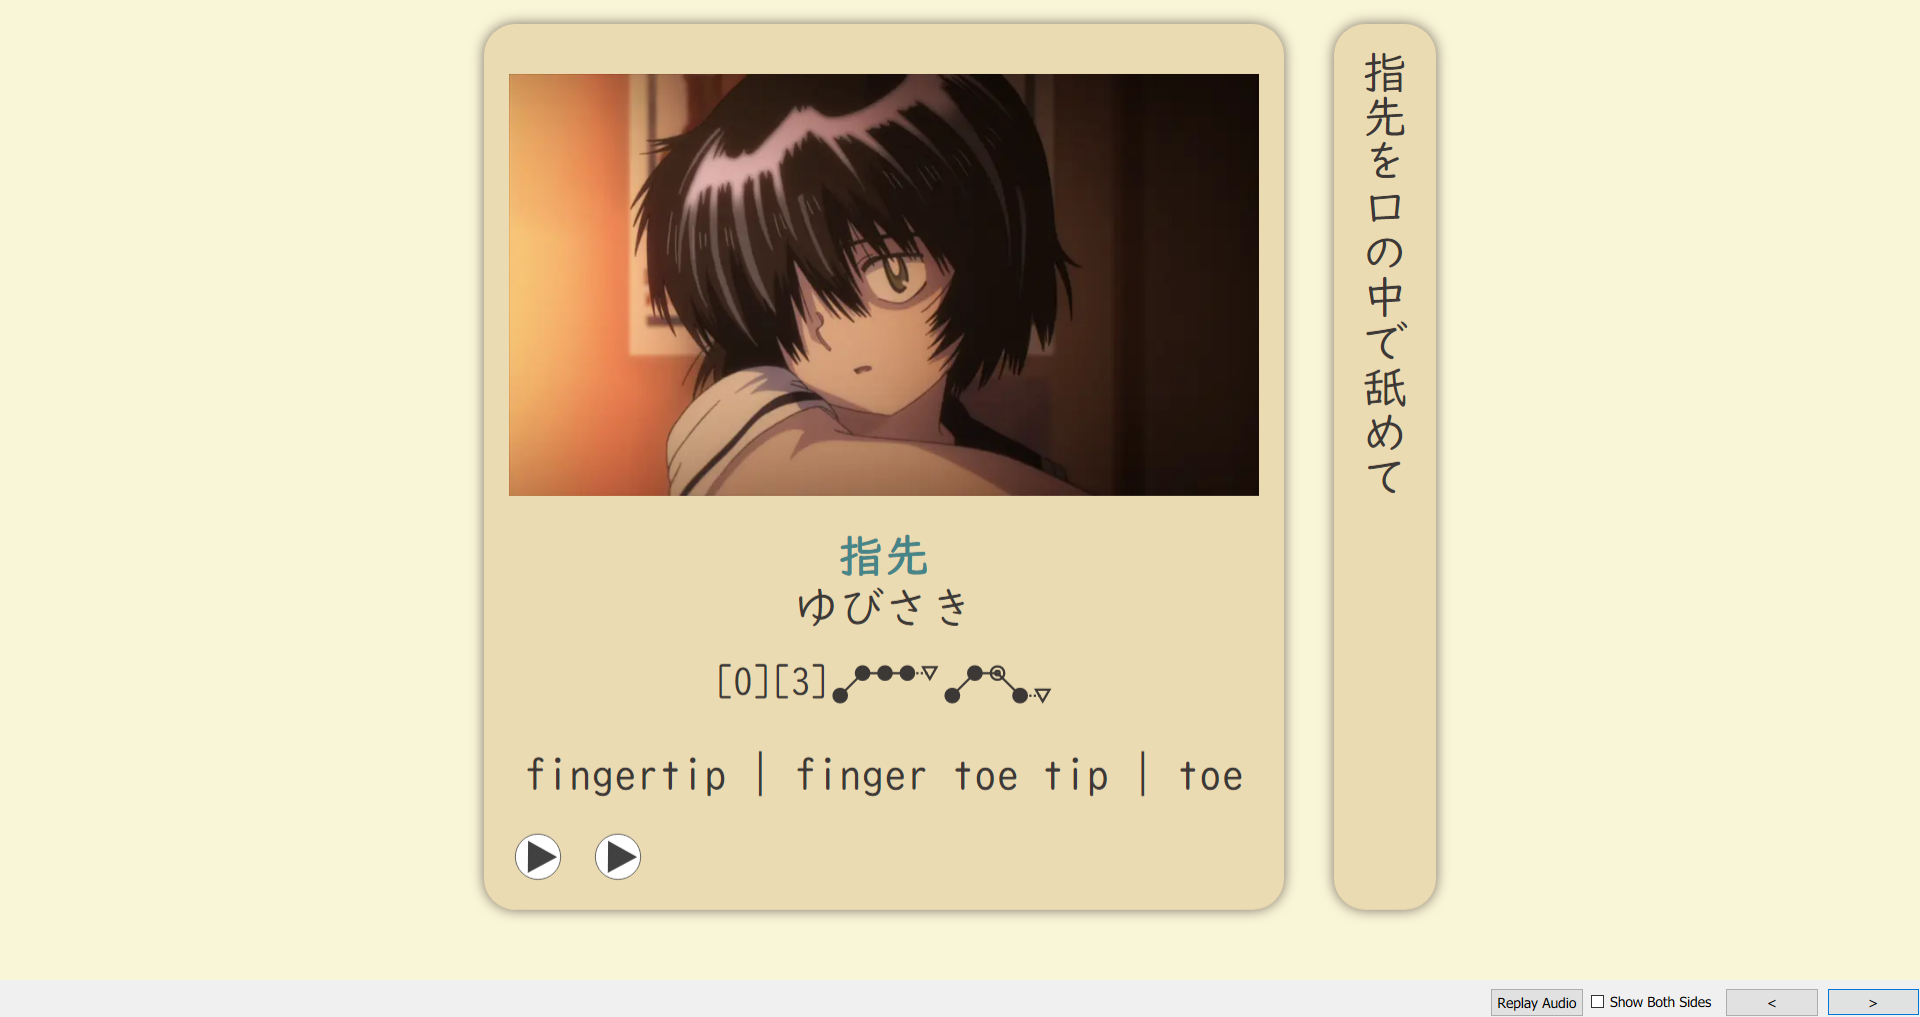 指先を口の中で舐めて
指先
ゆびさき
[0][3]
fingertip | finger toe tip | toe
Replay Audio Show Both Sides < >